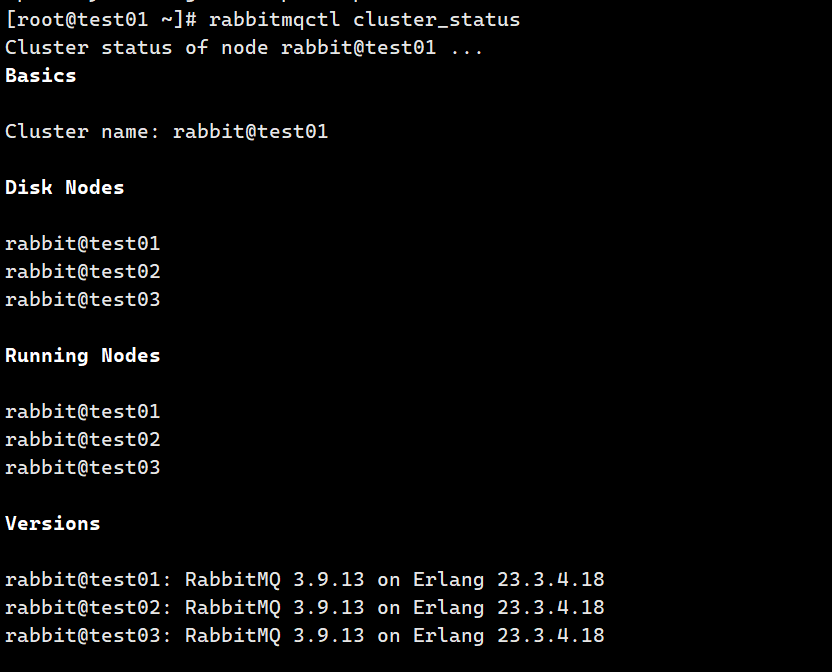 [root@test01 ~]# rabbitmqctl cluster_status
Cluster status of node rabbit@test01 ...
Basics
Cluster name: rabbit@test01
Disk Nodes
rabbit@test01
rabbit@test02
rabbit@test03
Running Nodes
rabbit@test01
rabbit@test02
rabbit@test03
Versions
rabbit@test01: RabbitMQ 3.9.13 on Erlang 23.3.4.18
rabbit@test02: RabbitMQ 3.9.13 on Erlang 23.3.4.18
rabbit@test03: RabbitMQ 3.9.13 on Erlang 23.3.4.18